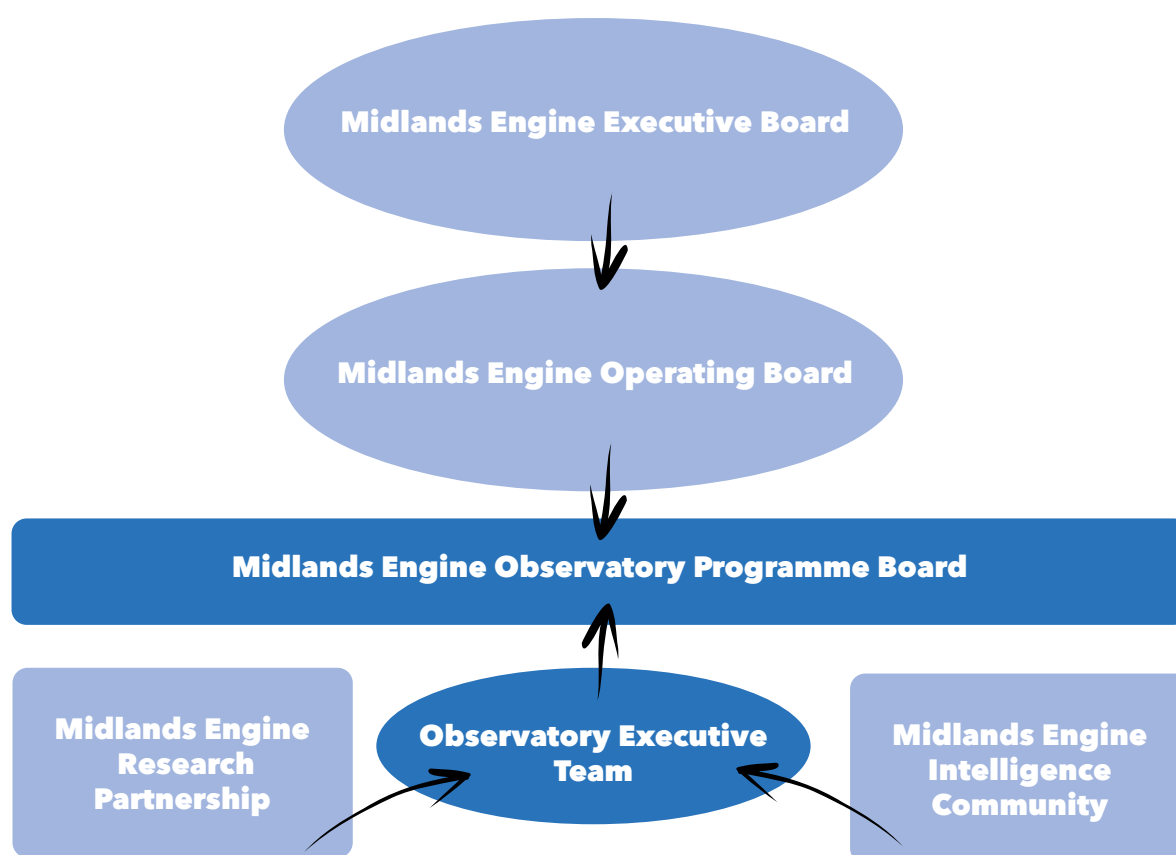 Midlands Engine Executive Board
Midlands Engine Operating Board
Midlands Engine Observatory Programme Board
Midlands Engine
Research
Partnership
Observatory Executive
Team
Midlands Engine
Intelligence
Community